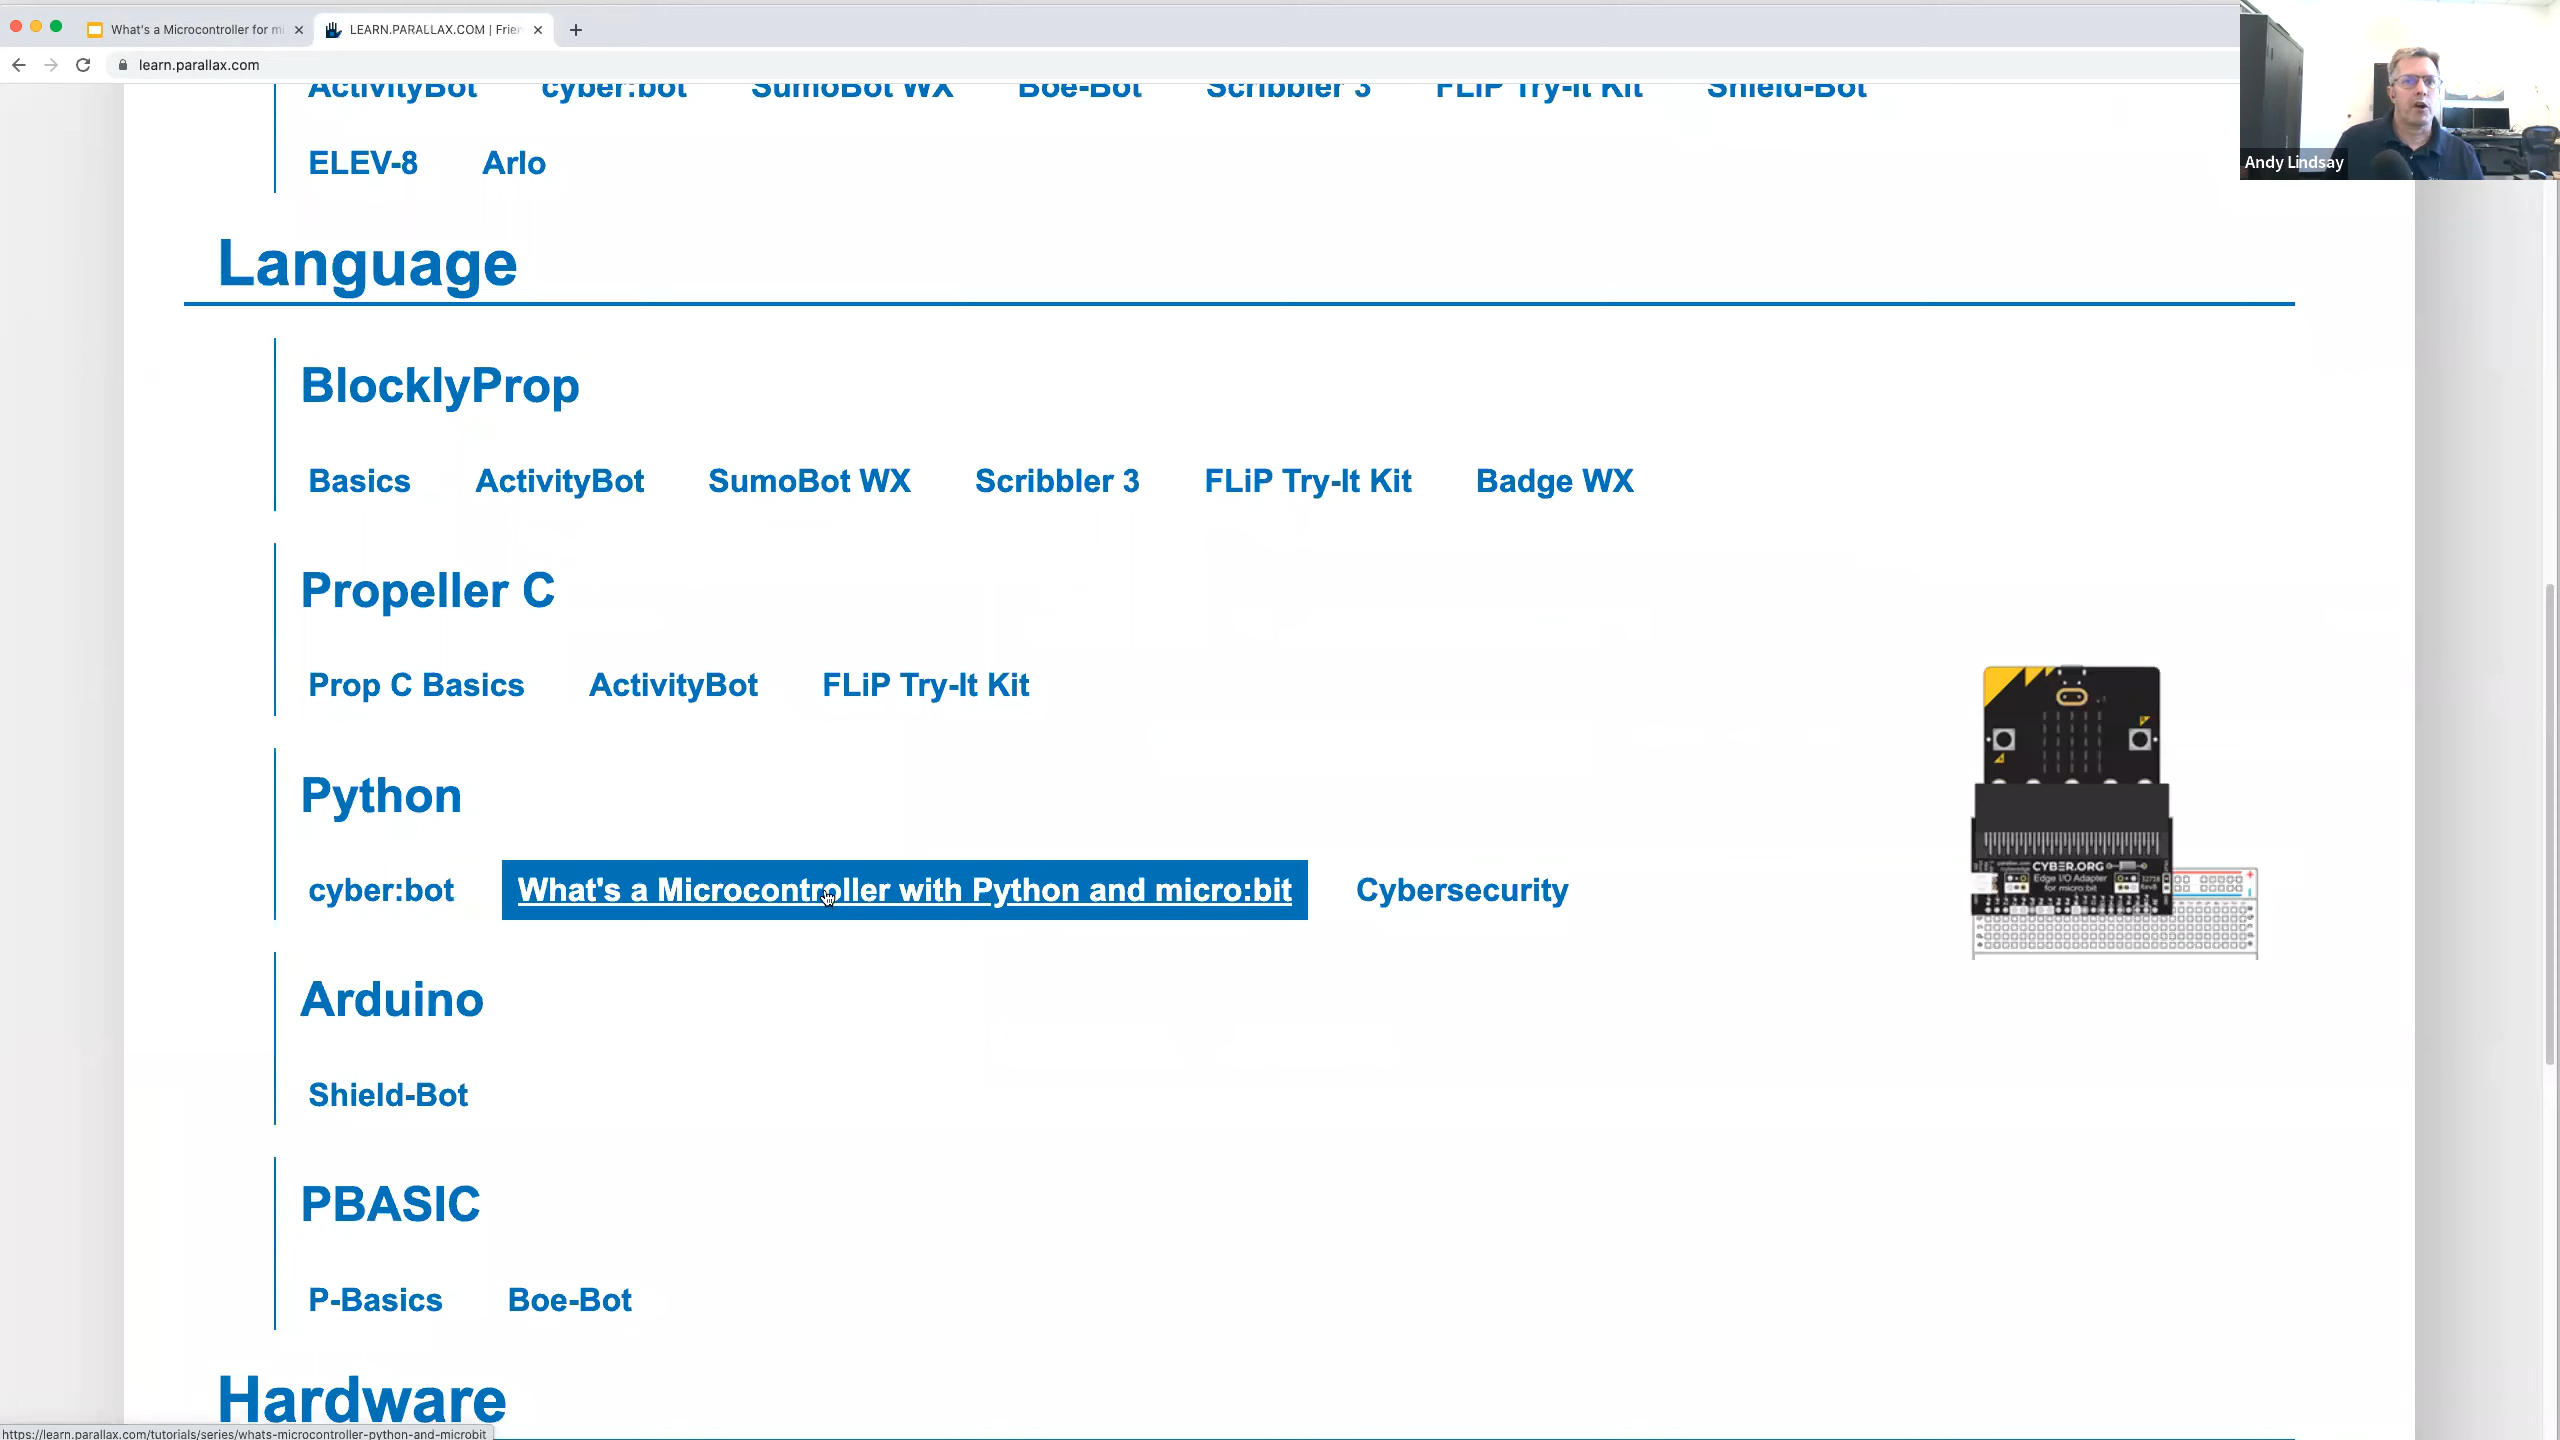 What's a Microcontroller for mi
LEARN.PARALLAX.COM | Frien
learn.parallax.com
Andy Lindsay
ActivityBot cyber:bot SumoBot WX Boe-Bot Scribbler 3 FLiP Try-It Kit Shield-Bot
ELEV-8 Arlo
Language
BlocklyProp
Basics ActivityBot SumoBot WX Scribbler 3 FLiP Try-It Kit Badge WX
Propeller C
Prop C Basics ActivityBot FLiP Try-It Kit
Python
cyber:bot What's a Microcontroller with Python and micro:bit Cybersecurity
CYBER.ORG
Edge I/O Adapter
for micro:bit
Arduino
Shield-Bot
PBASIC
P-Basics Boe-Bot
Hardware
https://learn.parallax.com/tutorials/series/whats-microcontroller-python-and-microbit